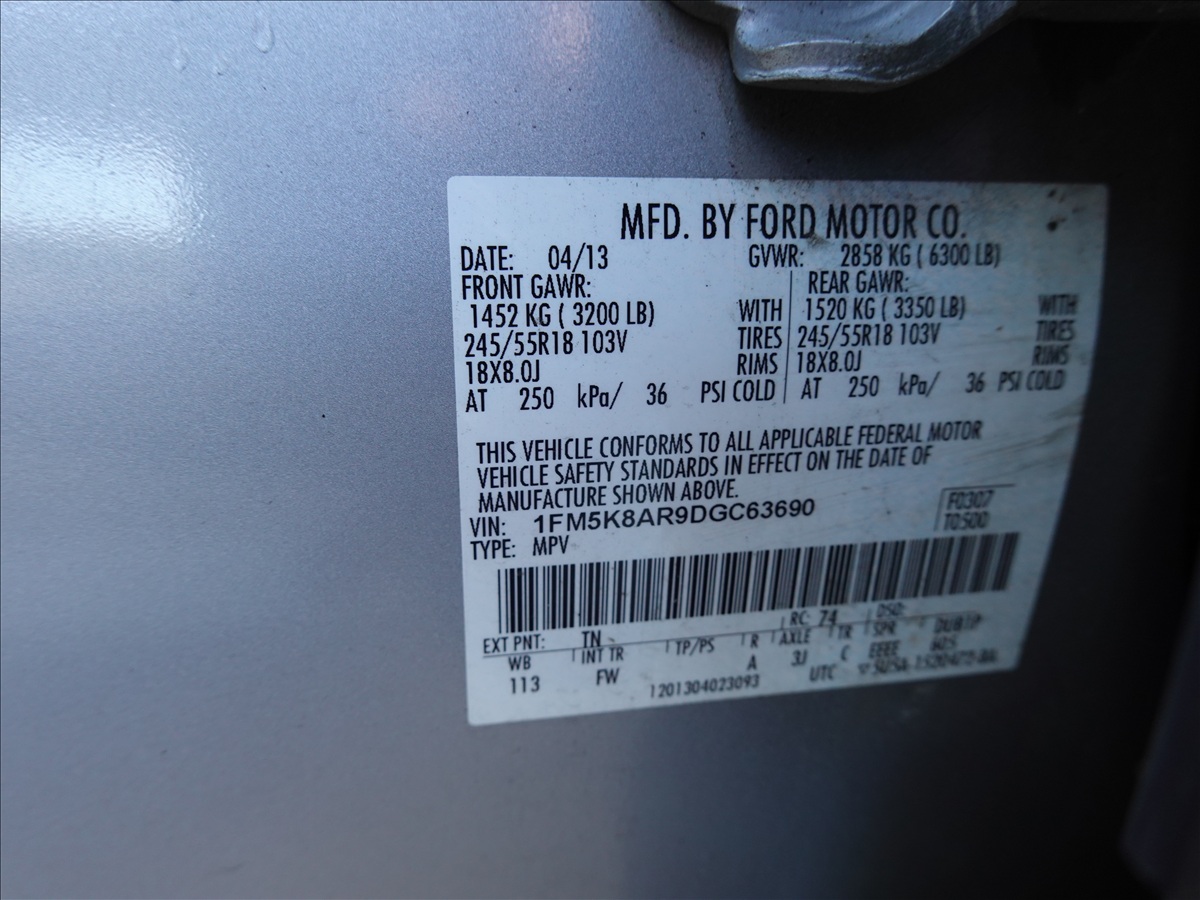 MFD. BY FORD MOTOR CO.
DATE: 04/13 GVWR: 2858 KG ( 6300 LB)
FRONT GAWR: REAR GAWR:
1452 KG ( 3200 LB) WITH 1520 KG ( 3350 LB) WITH
245/55R18 103V TIRES 245/55R18 103V TIRES
18X8.0J RIMS 18X8.0J RIMS
AT 250 kPa/ 36 PSI COLD AT 250 kPa/ 36 PSI COLD
THIS VEHICLE CONFORMS TO ALL APPLICABLE FEDERAL MOTOR
VEHICLE SAFETY STANDARDS IN EFFECT ON THE DATE OF
MANUFACTURE SHOWN ABOVE.
VIN: 1FM5K8AR9DGC63690 F0307
TYPE: MPV T0500
EXT PNT: TN RC: 74 DSO:
WB INT TR TP/PS R AXLE TR SPR
113 FW A 3J C EEEE
1201304023093 UTC